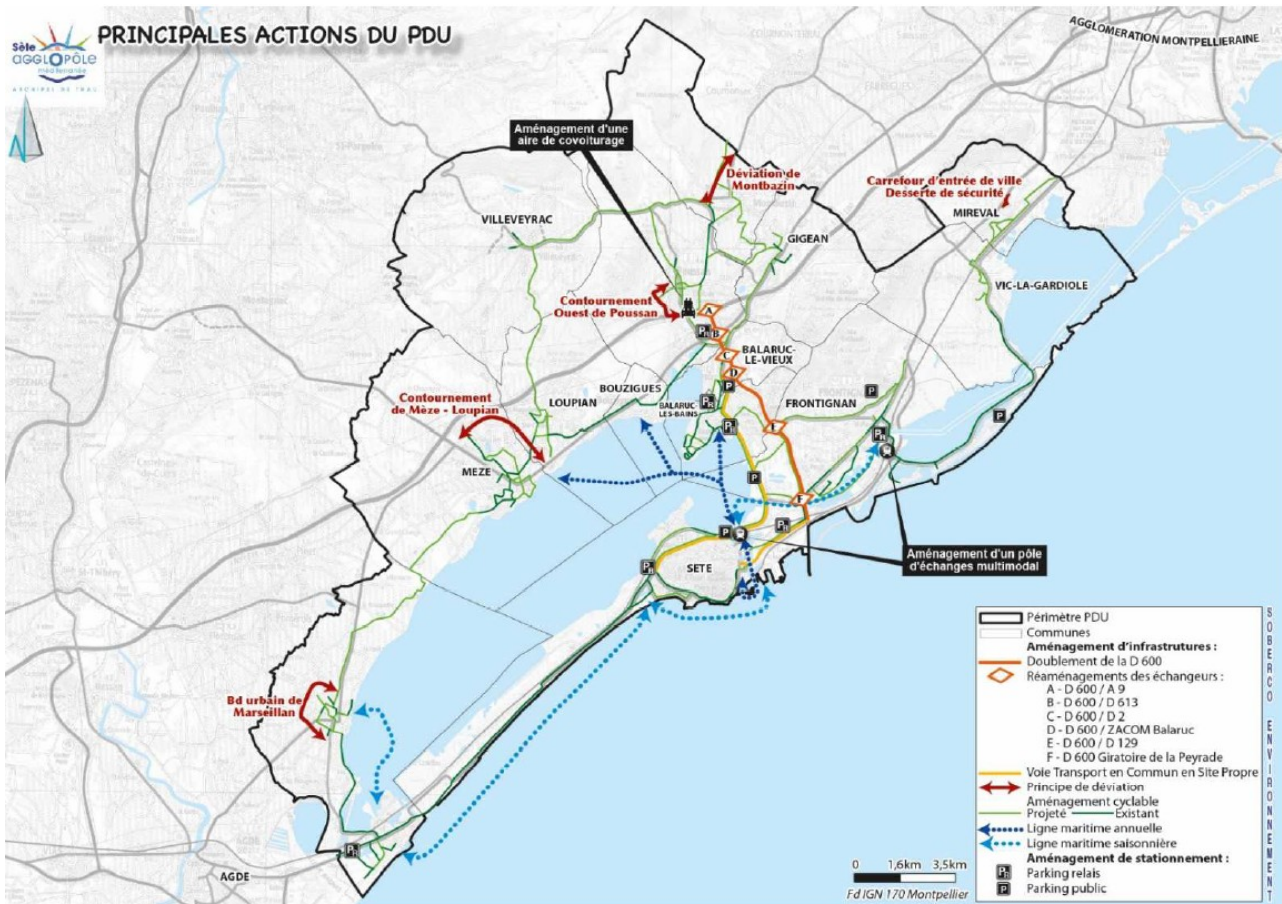 PRINCIPALES ACTIONS DU PDU
Sète
AGGLOPÔLE
méditerranée
ARCHIPEL DE THAU
AGGLOMERATION MONTPELLIERAINE
Aménagement d'une
aire de covoiturage
Déviation de
Montbazin
Carrefour d'entrée de ville
Desserte de sécurité
MIREVAL
VILLEVEYRAC
GIGEAN
VIC-LA-GARDIOLE
Contournement
Ouest de Poussan
A
B
C
D
BALARUC-
LE-VIEUX
BOUZIGUES
LOUPIAN
BALARUC-
LES-BAINS
FRONTIGNAN
Contournement
de Mèze - Loupian
MEZE
E
F
SETE
Aménagement d'un pôle
d'échanges multimodal
Bd urbain de
Marseillan
AGDE
Périmètre PDU
Communes
Aménagement d'infrastrutures :
Doublement de la D 600
Réaménagements des échangeurs :
A - D 600 / A 9
B - D 600 / D 613
C - D 600 / D 2
D - D 600 / ZACOM Balaruc
E - D 600 / D 129
F - D 600 Giratoire de la Peyrade
Voie Transport en Commun en Site Propre
Principe de déviation
Aménagement cyclable
Projeté Existant
Ligne maritime annuelle
Ligne maritime saisonnière
Aménagement de stationnement :
Parking relais
P Parking public
0 1,6km 3,5km
Fd IGN 170 Montpellier
SOBERCO ENVIRONNEMENT